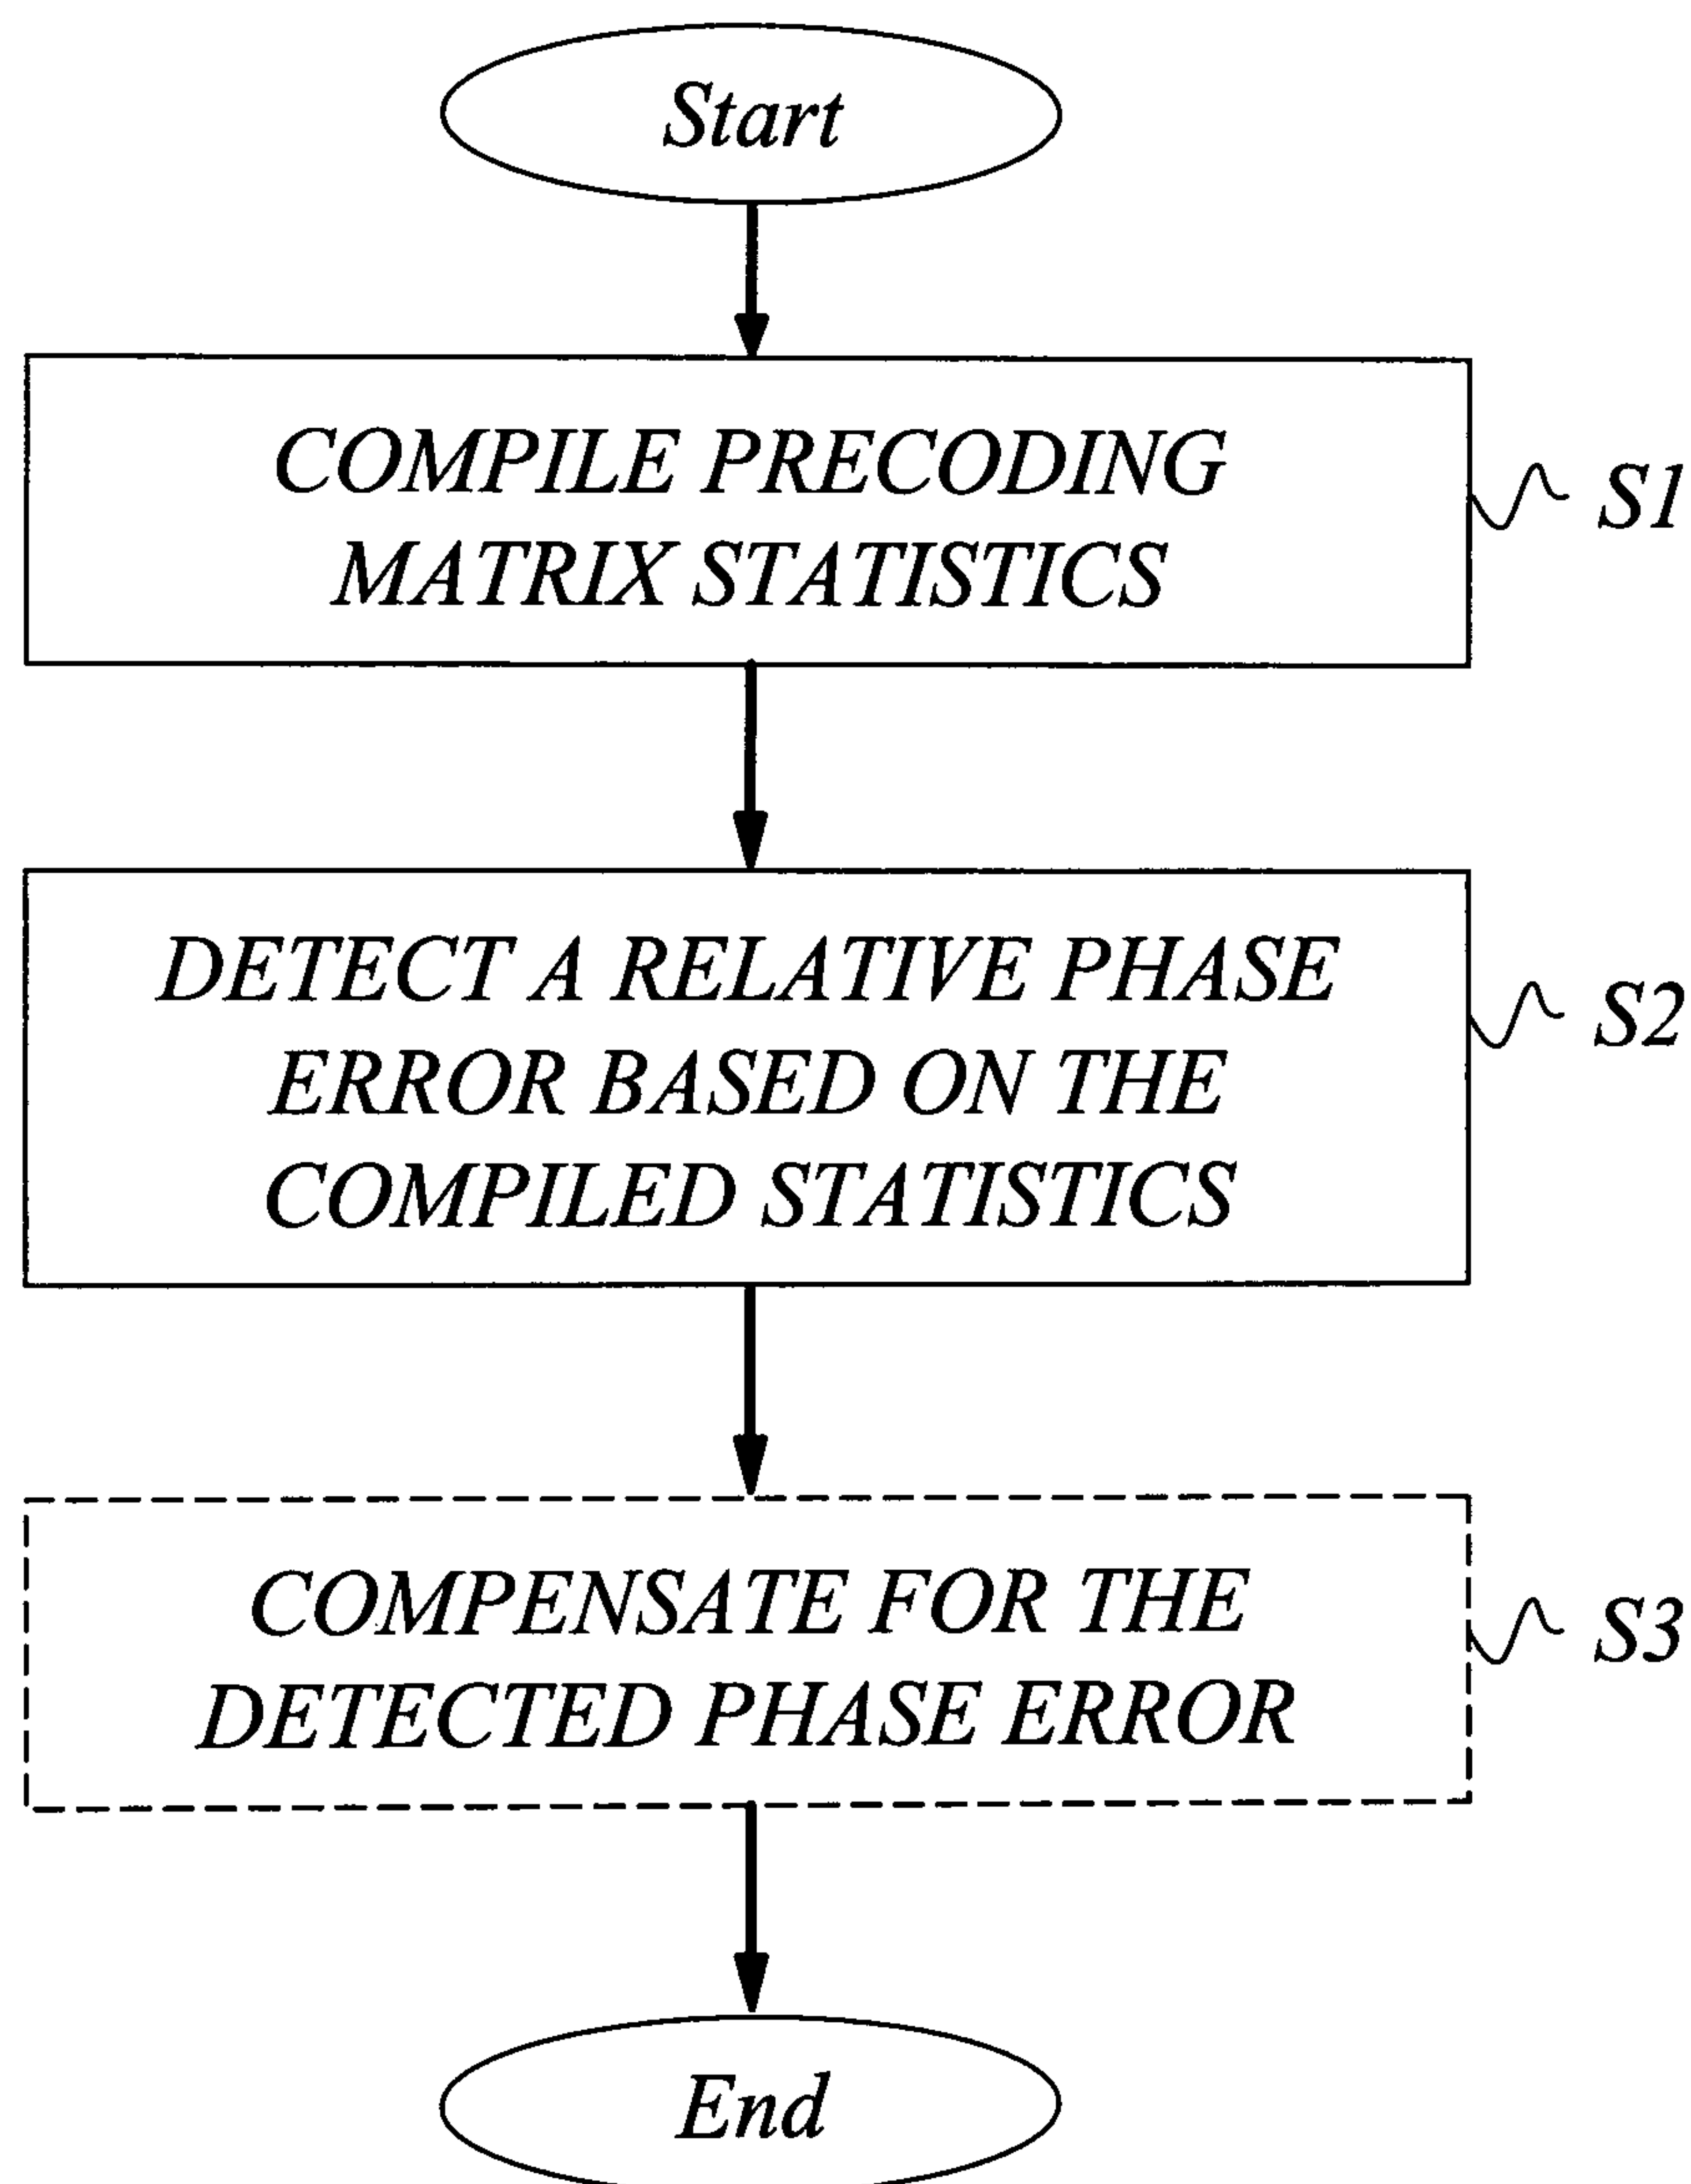 Start
COMPILE PRECODING
MATRIX STATISTICS
S1
DETECT A RELATIVE PHASE
ERROR BASED ON THE
COMPILED STATISTICS
S2
COMPENSATE FOR THE
DETECTED PHASE ERROR
S3
End